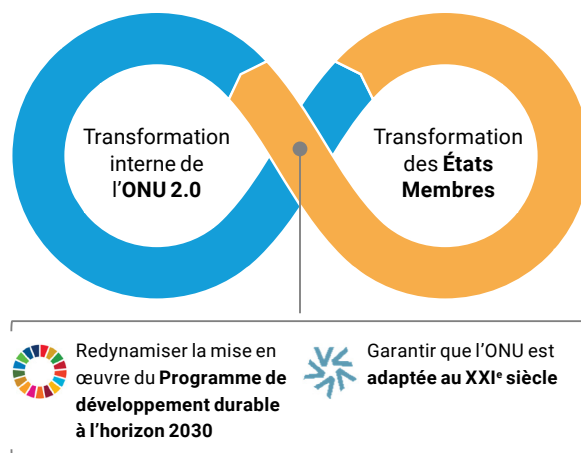 Transformation
interne de
l’ONU 2.0
Transformation
des États
Membres
Redynamiser la mise en
œuvre du Programme de
développement durable
à l’horizon 2030
Garantir que l’ONU est
adaptée au XXIᵉ siècle